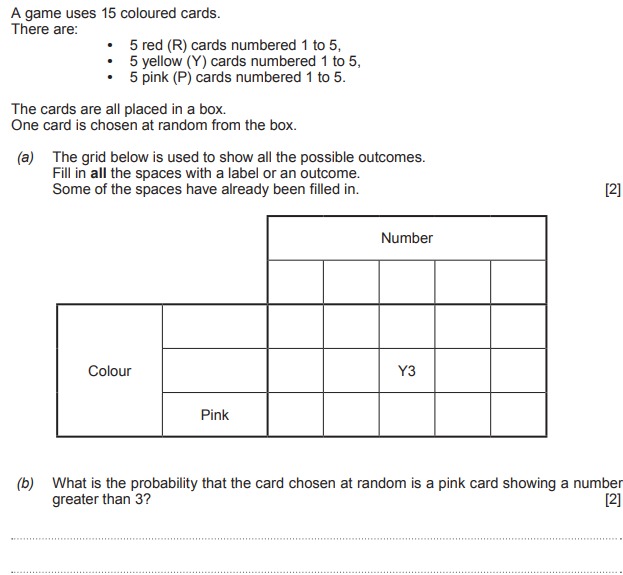 A game uses 15 coloured cards.
There are:
• 5 red (R) cards numbered 1 to 5,
• 5 yellow (Y) cards numbered 1 to 5,
• 5 pink (P) cards numbered 1 to 5.
The cards are all placed in a box.
One card is chosen at random from the box.
(a) The grid below is used to show all the possible outcomes.
Fill in all the spaces with a label or an outcome.
Some of the spaces have already been filled in. [2]
Number
Colour Y3
Pink
(b) What is the probability that the card chosen at random is a pink card showing a number
greater than 3? [2]